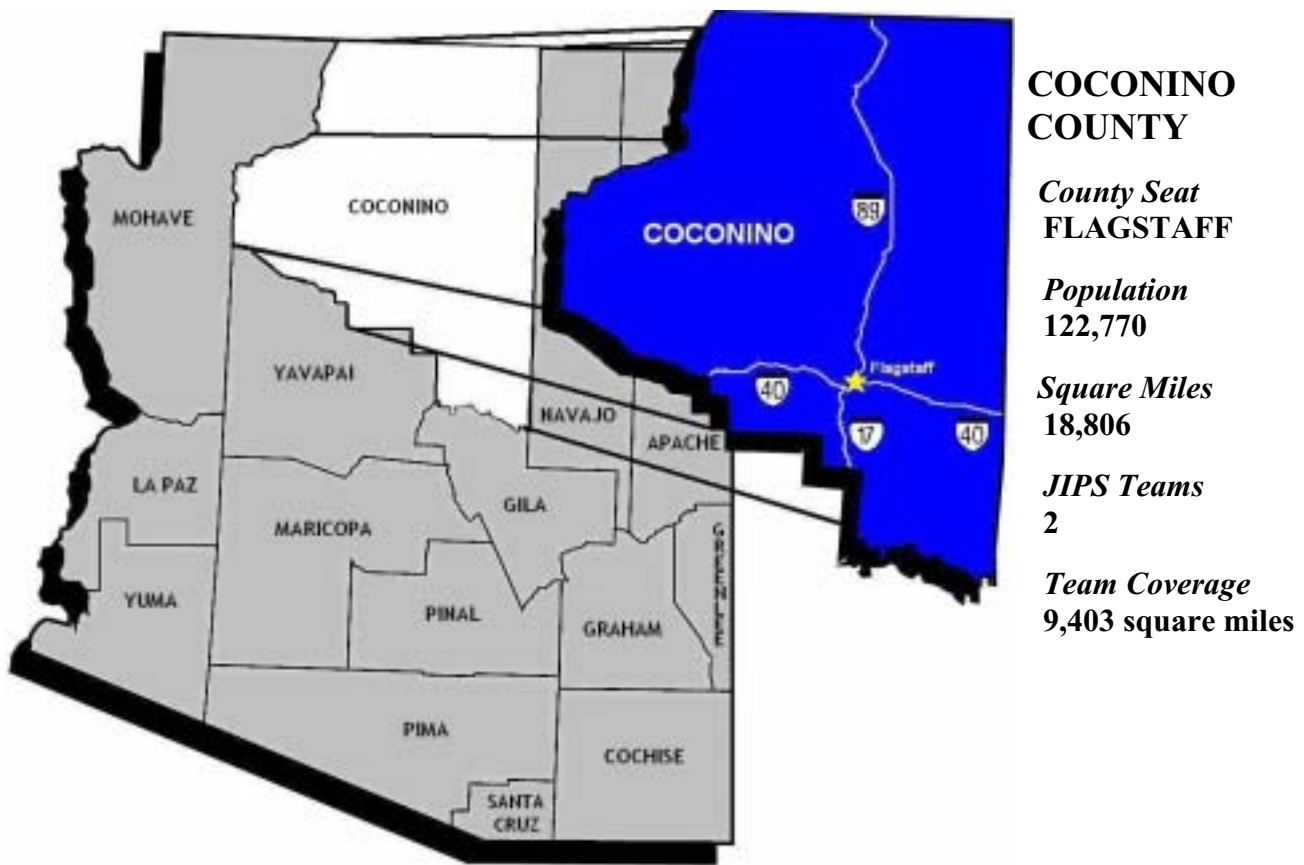 COCONINO
COUNTY
County Seat
FLAGSTAFF
Population
122,770
Square Miles
18,806
JIPS Teams
2
Team Coverage
9,403 square miles
MOHAVE
COCONINO
YAVAPAI
NAVAJO
APACHE
LA PAZ
MARICOPA
GILA
YUMA
PINAL
GRAHAM
GREENLEE
PIMA
COCHISE
SANTA
CRUZ
COCONINO
89
Flagstaff
40
17
40